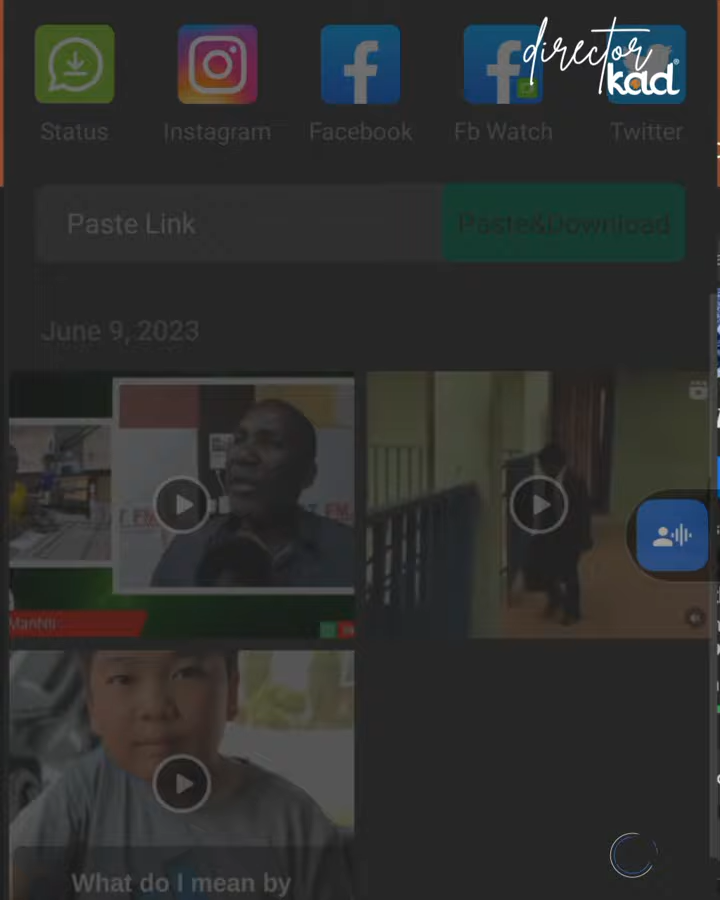 director
kad®
Status
Instagram
Facebook
Fb Watch
Twitter
Paste Link
Paste&Download
June 9, 2023
FM
What do I mean by